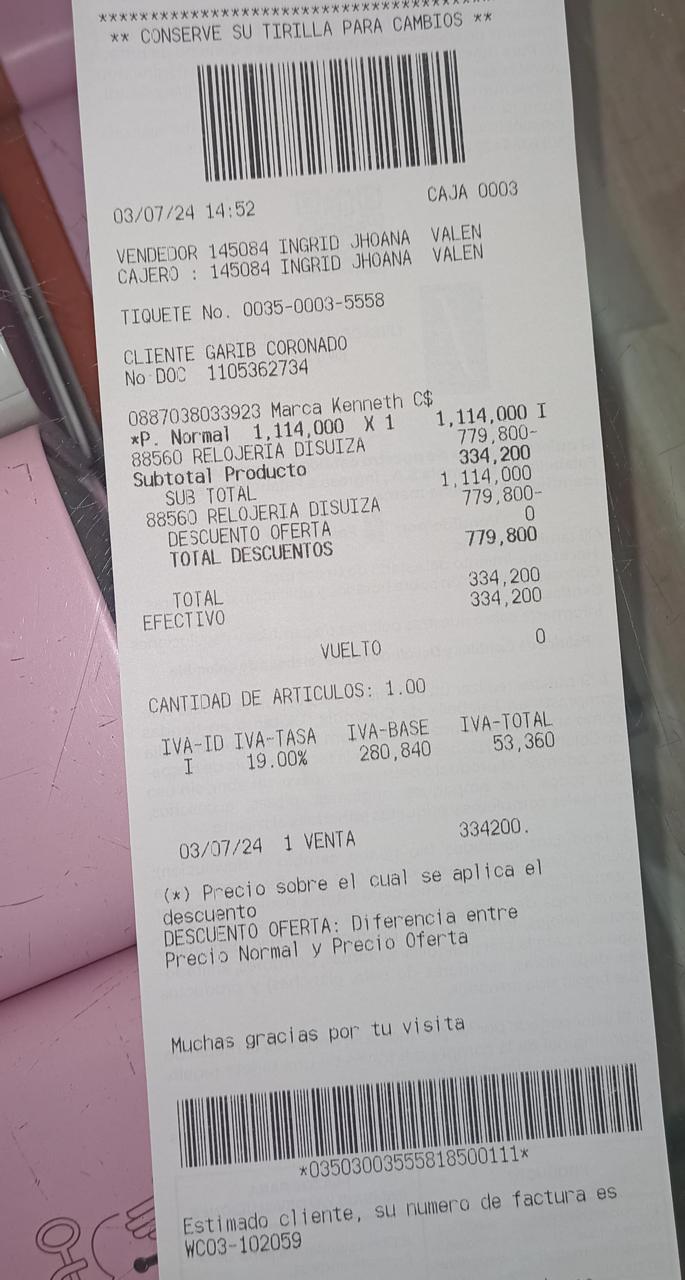 ** CONSERVE SU TIRILLA PARA CAMBIOS **
03/07/24 14:52 CAJA 0003
VENDEDOR 145084 INGRID JHOANA VALEN
CAJERO : 145084 INGRID JHOANA VALEN
TIQUETE No. 0035-0003-5558
CLIENTE GARIB CORONADO
No DOC 1105362734
0887038033923 Marca Kenneth C$
*P. Normal 1,114,000 X 1 1,114,000 I
88560 RELOJERIA DISUIZA 779,800-
Subtotal Producto 334,200
SUB TOTAL 1,114,000
88560 RELOJERIA DISUIZA 779,800-
DESCUENTO OFERTA 0
TOTAL DESCUENTOS 779,800
TOTAL 334,200
EFECTIVO 334,200
VUELTO 0
CANTIDAD DE ARTICULOS: 1.00
IVA-ID IVA-TASA IVA-BASE IVA-TOTAL
I 19.00% 280,840 53,360
03/07/24 1 VENTA 334200.
(*) Precio sobre el cual se aplica el
descuento
DESCUENTO OFERTA: Diferencia entre
Precio Normal y Precio Oferta
Muchas gracias por tu visita
*03503003555818500111*
Estimado cliente, su numero de factura es
WC03-102059